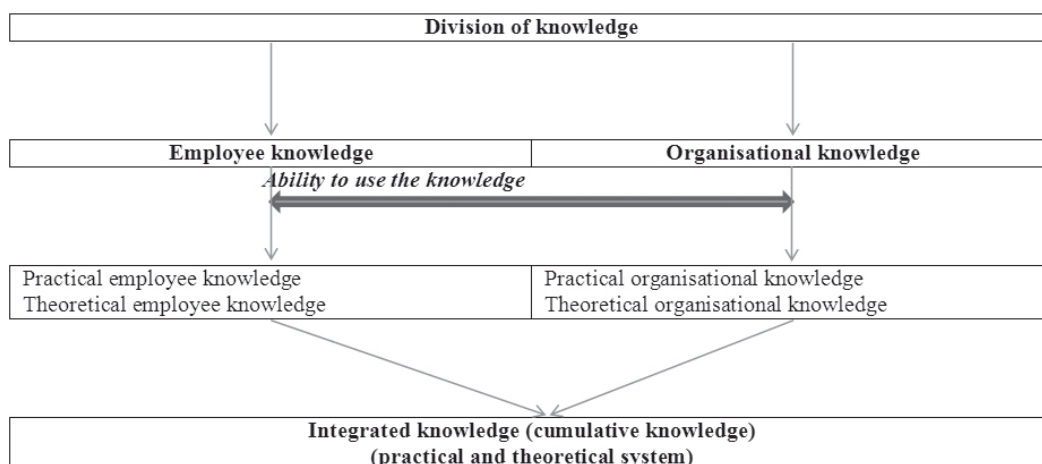 Division of knowledge
Employee knowledge
Organisational knowledge
Ability to use the knowledge
Practical employee knowledge
Theoretical employee knowledge
Practical organisational knowledge
Theoretical organisational knowledge
Integrated knowledge (cumulative knowledge)
(practical and theoretical system)